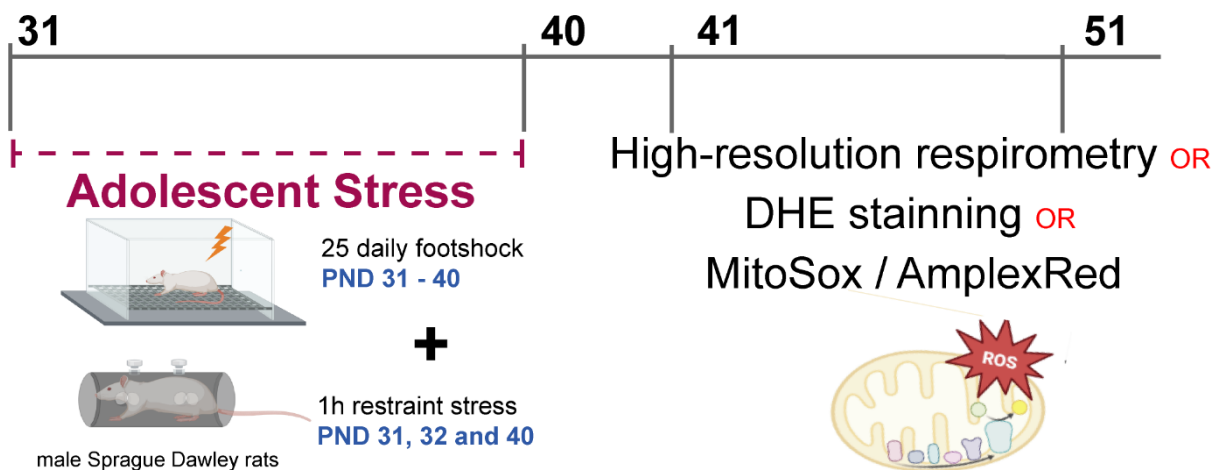 31 40 41 51
Adolescent Stress
25 daily footshock
PND 31 - 40
+
1h restraint stress
PND 31, 32 and 40
male Sprague Dawley rats
High-resolution respirometry OR
DHE stainning OR
MitoSox / AmplexRed
ROS